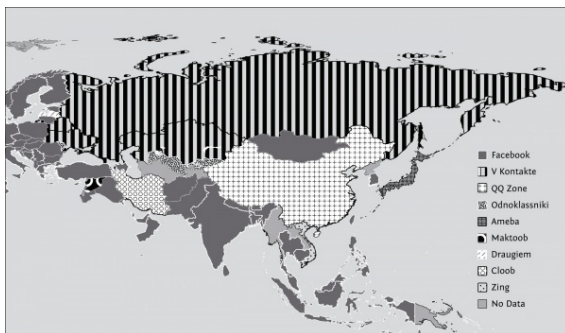 Facebook
V Kontakte
QQ Zone
Odnoklassniki
Ameba
Maktoob
Draugiem
Cloob
Zing
No Data